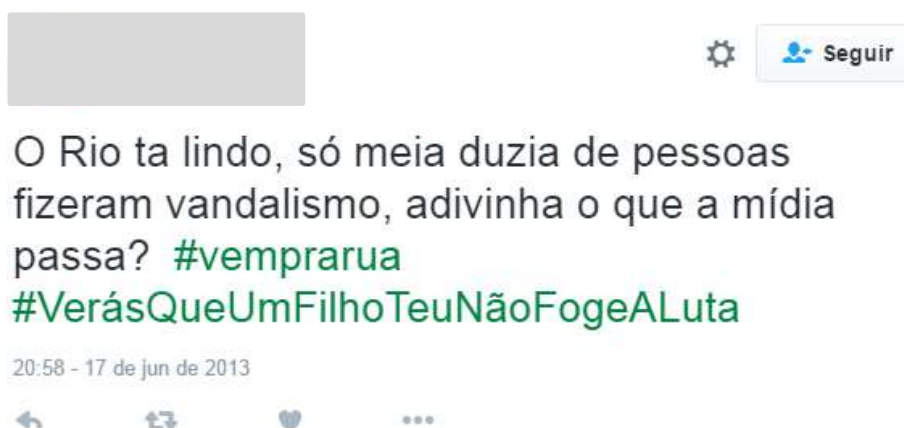 Seguir
O Rio ta lindo, só meia duzia de pessoas
fizeram vandalismo, adivinha o que a mídia
passa? #vemprarua
#VerásQueUmFilhoTeuNãoFogeALuta
20:58 - 17 de jun de 2013